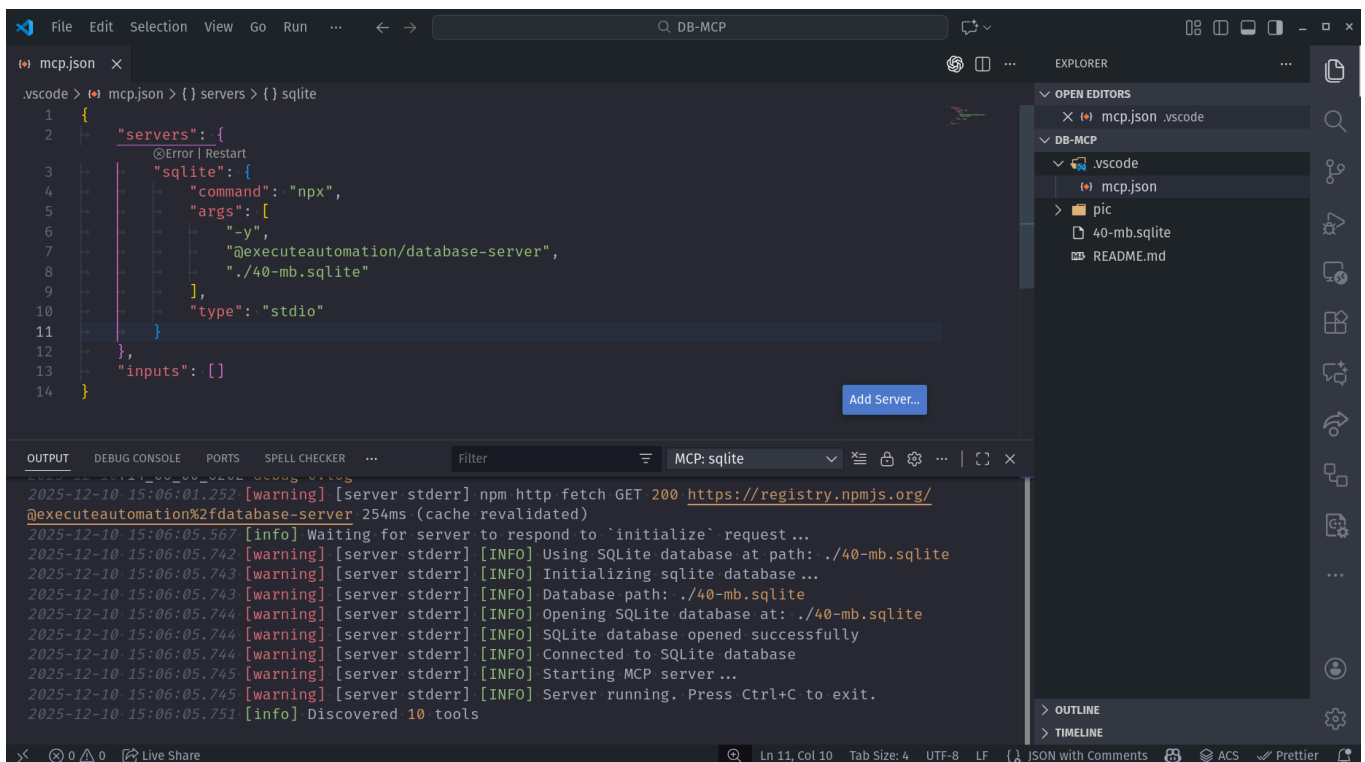 File Edit Selection View Go Run ··· DB-MCP
mcp.json
.vscode > mcp.json > { } servers > { } sqlite
1 {
2 "servers": {
Error | Restart
3 "sqlite": {
4 "command": "npx",
5 "args": [
6 "-y",
7 "@executeautomation/database-server",
8 "./40-mb.sqlite"
9 ],
10 "type": "stdio"
11 }
12 },
13 "inputs": []
14 }
Add Server...
OUTPUT DEBUG CONSOLE PORTS SPELL CHECKER ··· Filter MCP: sqlite
2025-12-10 15:06:01.252 [warning] [server stderr] npm http fetch GET 200 https://registry.npmjs.org/
@executeautomation%2fdatabase-server 254ms (cache revalidated)
2025-12-10 15:06:05.567 [info] Waiting for server to respond to `initialize` request...
2025-12-10 15:06:05.742 [warning] [server stderr] [INFO] Using SQLite database at path: ./40-mb.sqlite
2025-12-10 15:06:05.743 [warning] [server stderr] [INFO] Initializing sqlite database...
2025-12-10 15:06:05.743 [warning] [server stderr] [INFO] Database path: ./40-mb.sqlite
2025-12-10 15:06:05.744 [warning] [server stderr] [INFO] Opening SQLite database at: ./40-mb.sqlite
2025-12-10 15:06:05.744 [warning] [server stderr] [INFO] SQLite database opened successfully
2025-12-10 15:06:05.744 [warning] [server stderr] [INFO] Connected to SQLite database
2025-12-10 15:06:05.745 [warning] [server stderr] [INFO] Starting MCP server...
2025-12-10 15:06:05.745 [warning] [server stderr] [INFO] Server running. Press Ctrl+C to exit.
2025-12-10 15:06:05.751 [info] Discovered 10 tools
EXPLORER
OPEN EDITORS
mcp.json .vscode
DB-MCP
.vscode
mcp.json
pic
40-mb.sqlite
README.md
OUTLINE
TIMELINE
0 0 Live Share Ln 11, Col 10 Tab Size: 4 UTF-8 LF { } JSON with Comments ACS Prettier